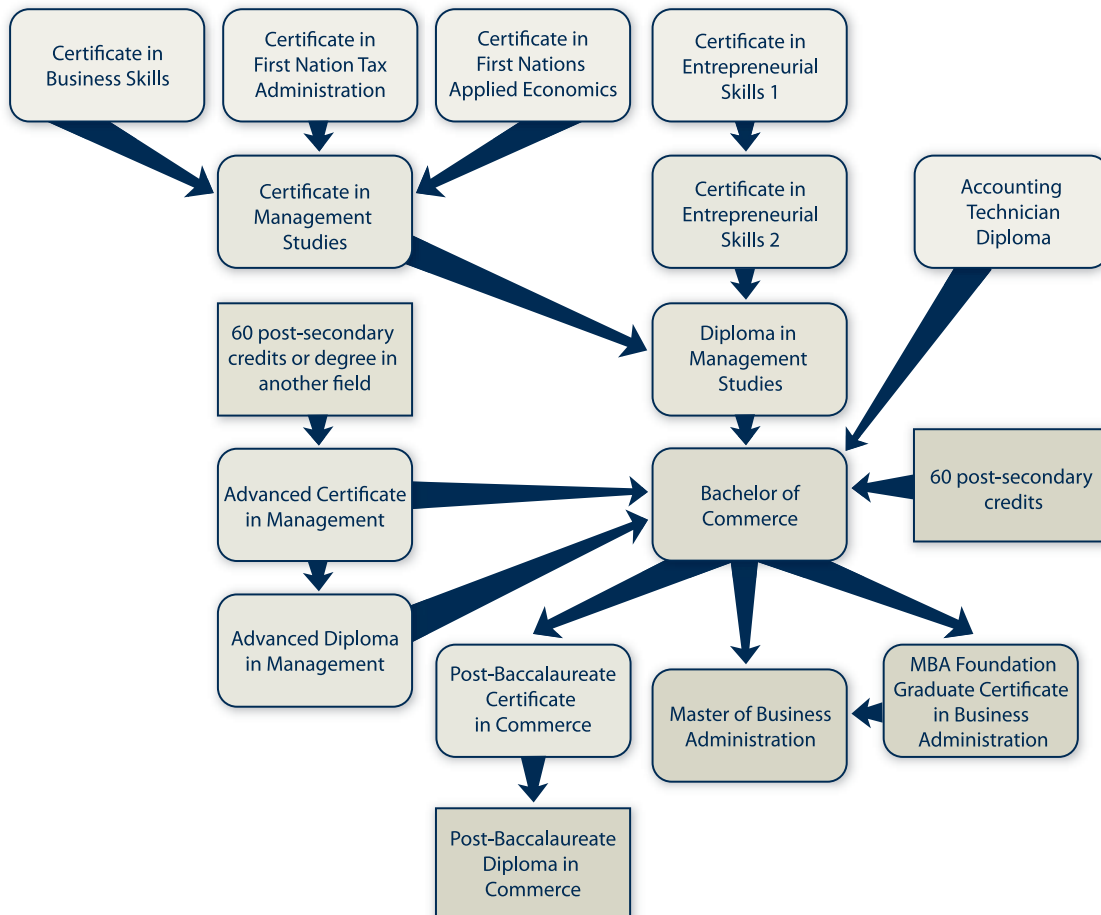 Certificate in
Business Skills
Certificate in
First Nation Tax
Administration
Certificate in
First Nations
Applied Economics
Certificate in
Entrepreneurial
Skills 1
Certificate in
Management
Studies
Certificate in
Entrepreneurial
Skills 2
Accounting
Technician
Diploma
60 post-secondary
credits or degree in
another field
Diploma in
Management
Studies
Advanced Certificate
in Management
Bachelor of
Commerce
60 post-secondary
credits
Advanced Diploma
in Management
Post-Baccalaureate
Certificate
in Commerce
Master of Business
Administration
MBA Foundation
Graduate Certificate
in Business
Administration
Post-Baccalaureate
Diploma in
Commerce